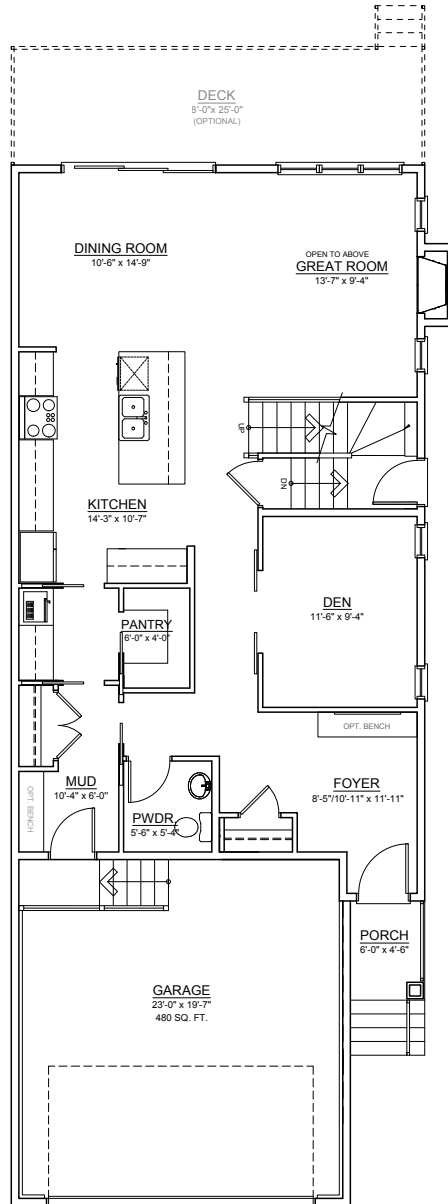 DECK
8'-0"x 25'-0"
(OPTIONAL)
DINING ROOM
10'-6" x 14'-9"
OPEN TO ABOVE
GREAT ROOM
13'-7" x 9'-4"
UP
DN
KITCHEN
14'-3" x 10'-7"
DEN
11'-6" x 9'-4"
PANTRY
6'-0" x 4'-0"
OPT. BENCH
MUD
10'-4" x 6'-0"
OPT. BENCH
FOYER
8'-5"/10'-11" x 11'-11"
PWDR
5'-6" x 5'-4"
PORCH
6'-0" x 4'-6"
GARAGE
23'-0" x 19'-7"
480 SQ. FT.